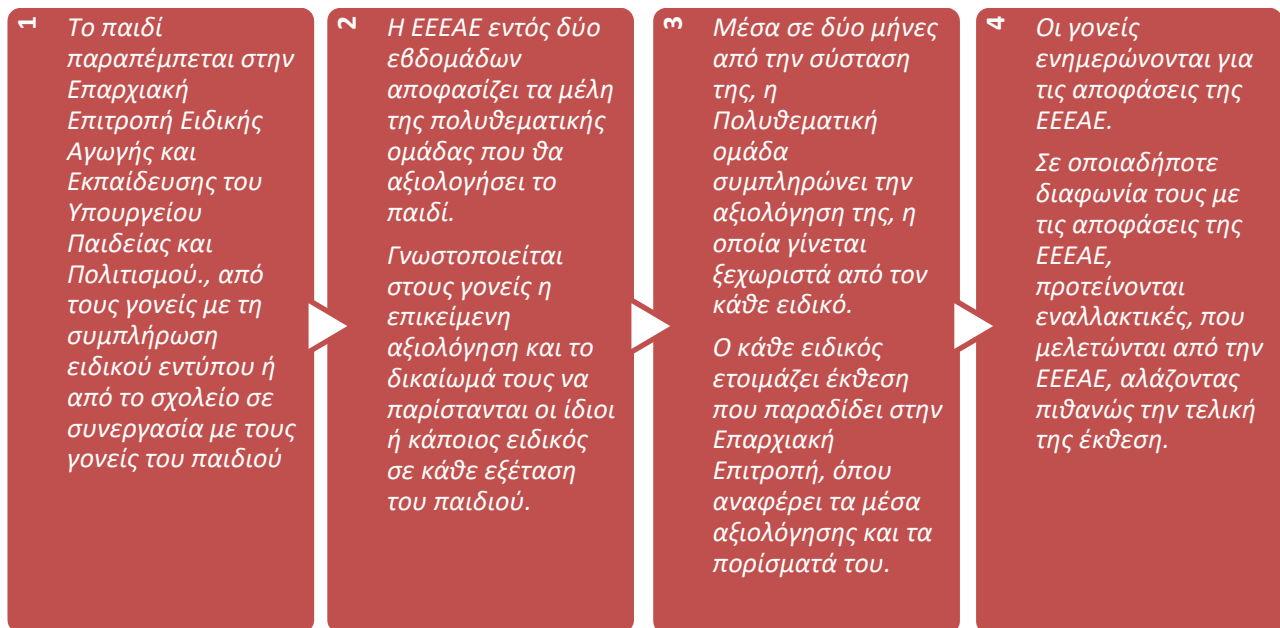 1
Το παιδί
παραπέμπεται στην
Επαρχιακή
Επιτροπή Ειδικής
Αγωγής και
Εκπαίδευσης του
Υπουργείου
Παιδείας και
Πολιτισμού., από
τους γονείς με τη
συμπλήρωση
ειδικού εντύπου ή
από το σχολείο σε
συνεργασία με τους
γονείς του παιδιού
2
Η ΕΕΕΑΕ εντός δύο
εβδομάδων
αποφασίζει τα μέλη
της πολυθεματικής
ομάδας που θα
αξιολογήσει το
παιδί.
Γνωστοποιείται
στους γονείς η
επικείμενη
αξιολόγηση και το
δικαίωμά τους να
παρίστανται οι ίδιοι
ή κάποιος ειδικός
σε κάθε εξέταση
του παιδιού.
3
Μέσα σε δύο μήνες
από την σύσταση
της, η
Πολυθεματική
ομάδα
συμπληρώνει την
αξιολόγηση της, η
οποία γίνεται
ξεχωριστά από τον
κάθε ειδικό.
Ο κάθε ειδικός
ετοιμάζει έκθεση
που παραδίδει στην
Επαρχιακή
Επιτροπή, όπου
αναφέρει τα μέσα
αξιολόγησης και τα
πορίσματά του.
4
Οι γονείς
ενημερώνονται για
τις αποφάσεις της
ΕΕΕΑΕ.
Σε οποιαδήποτε
διαφωνία τους με
τις αποφάσεις της
ΕΕΕΑΕ,
προτείνονται
εναλλακτικές, που
μελετώνται από την
ΕΕΕΑΕ, αλάζοντας
πιθανώς την τελική
της έκθεση.